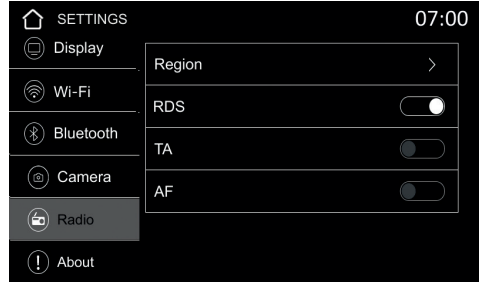 SETTINGS
07:00
Display
Wi-Fi
Bluetooth
Camera
Radio
About
Region
RDS
TA
AF